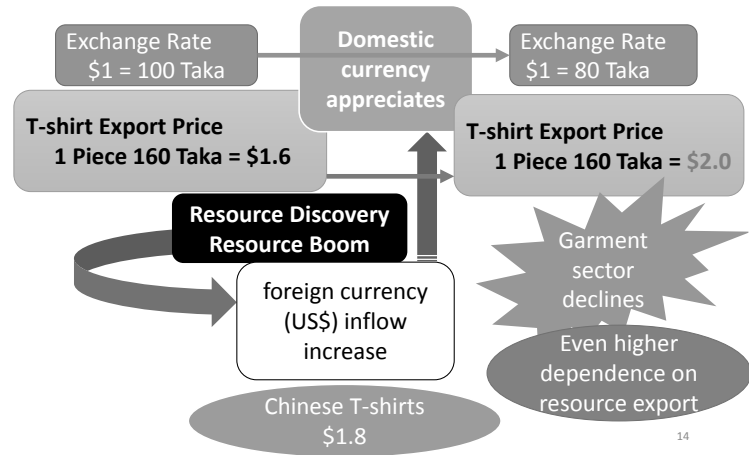 Exchange Rate
$1 = 100 Taka
Domestic
currency
appreciates
Exchange Rate
$1 = 80 Taka
T-shirt Export Price
1 Piece 160 Taka = $1.6
T-shirt Export Price
1 Piece 160 Taka = $2.0
Resource Discovery
Resource Boom
foreign currency
(US$) inflow
increase
Garment
sector
declines
Even higher
dependence on
resource export
Chinese T-shirts
$1.8
14